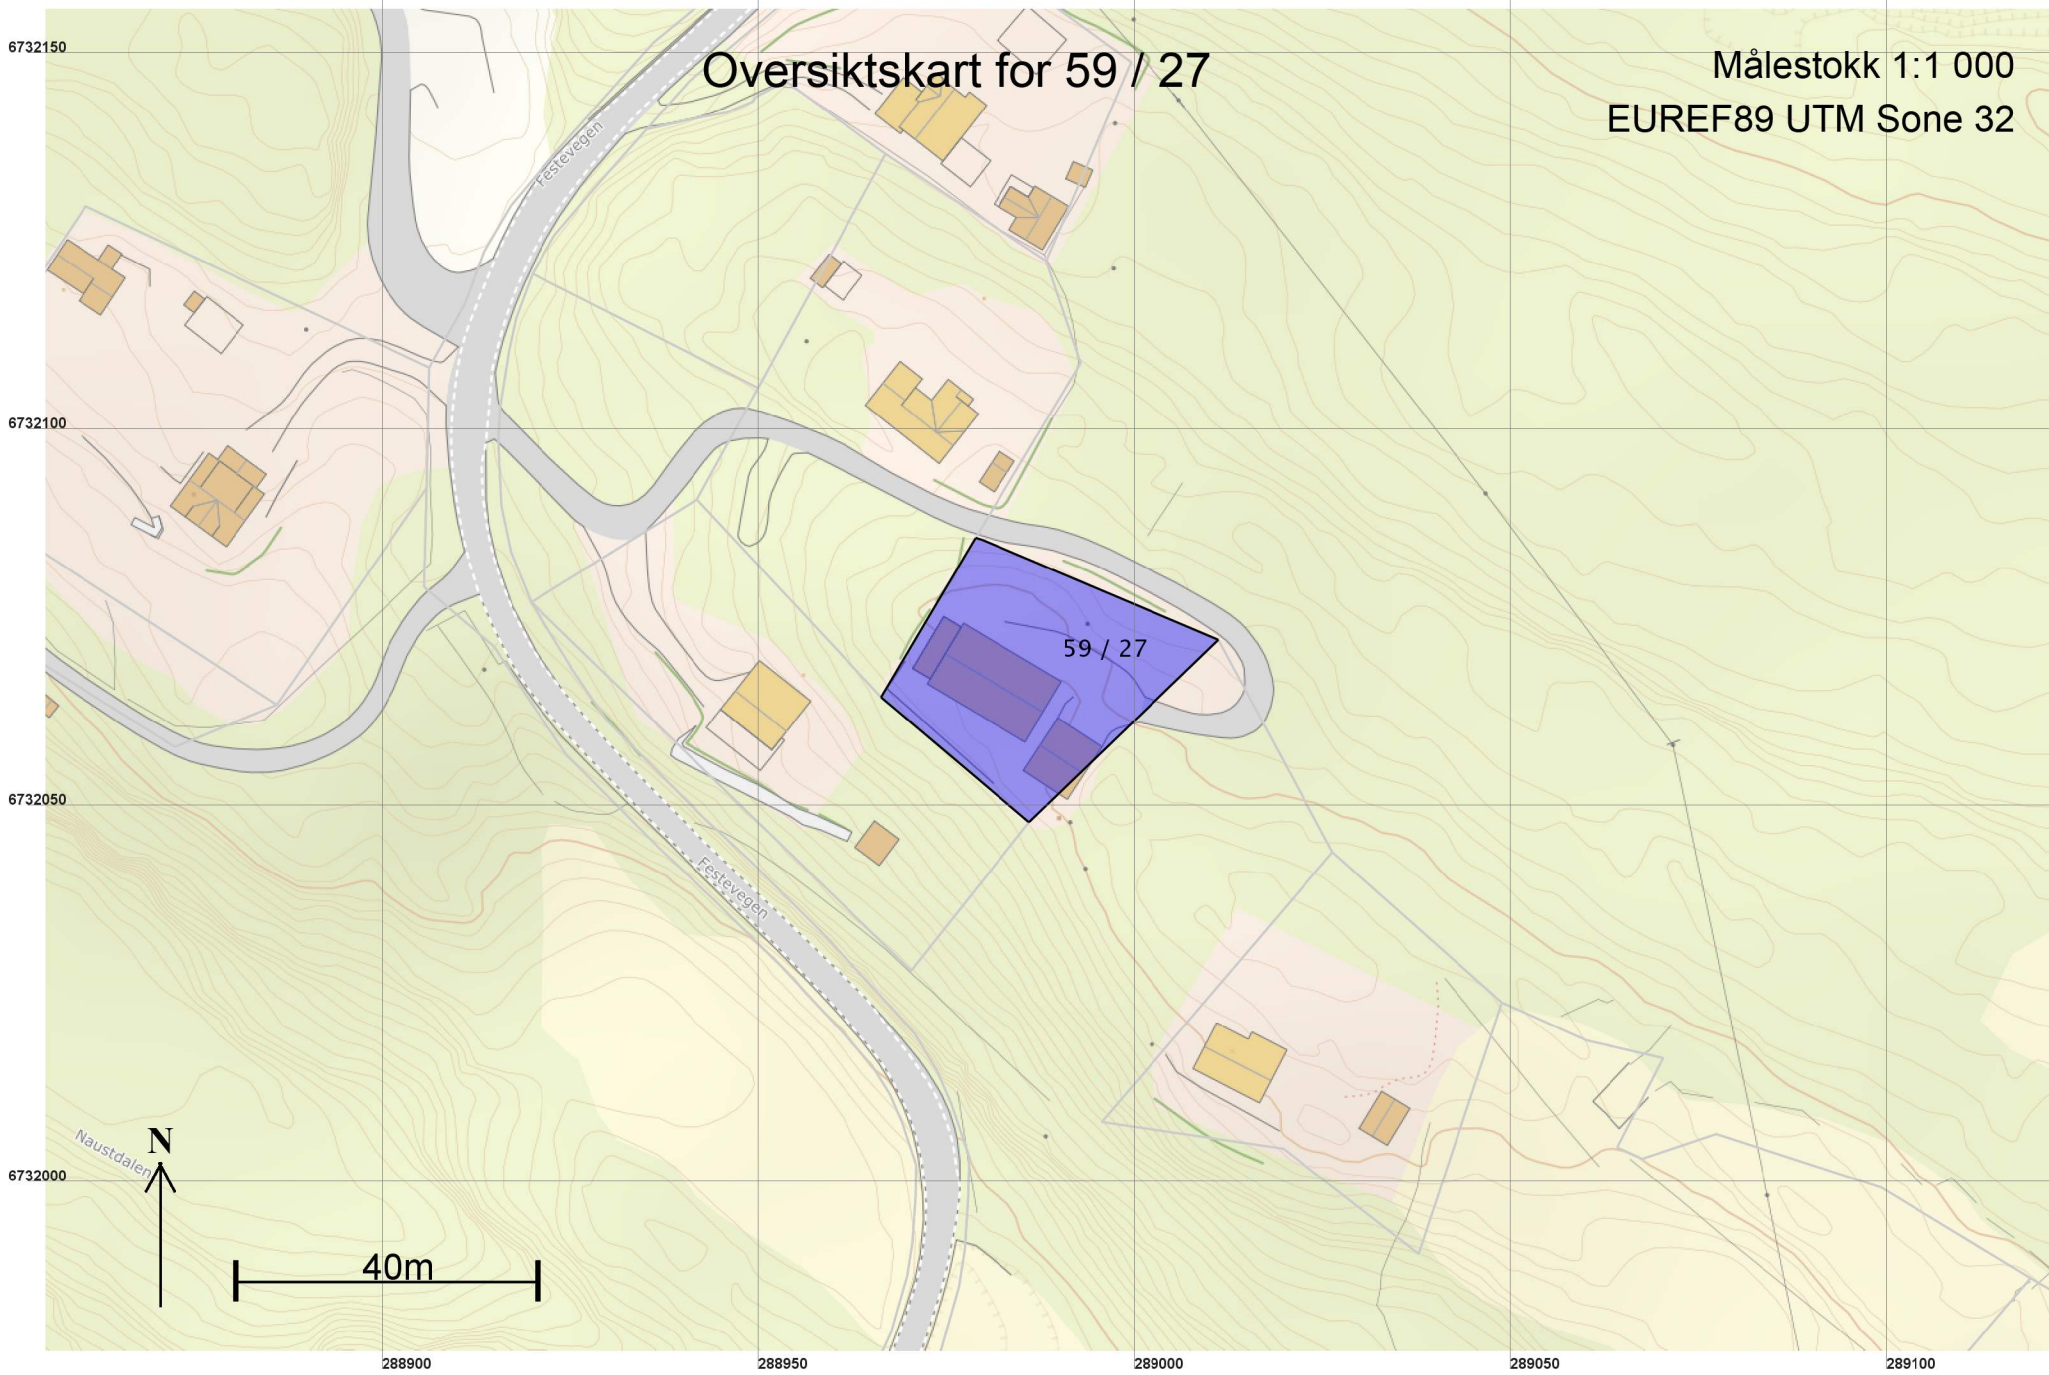 6732150
Oversiktskart for 59 / 27
Målestokk 1:1 000
EUREF89 UTM Sone 32
Festevegen
6732100
59 / 27
6732050
Festevegen
Naustdalen
N
6732000
40m
288900
288950
289000
289050
289100